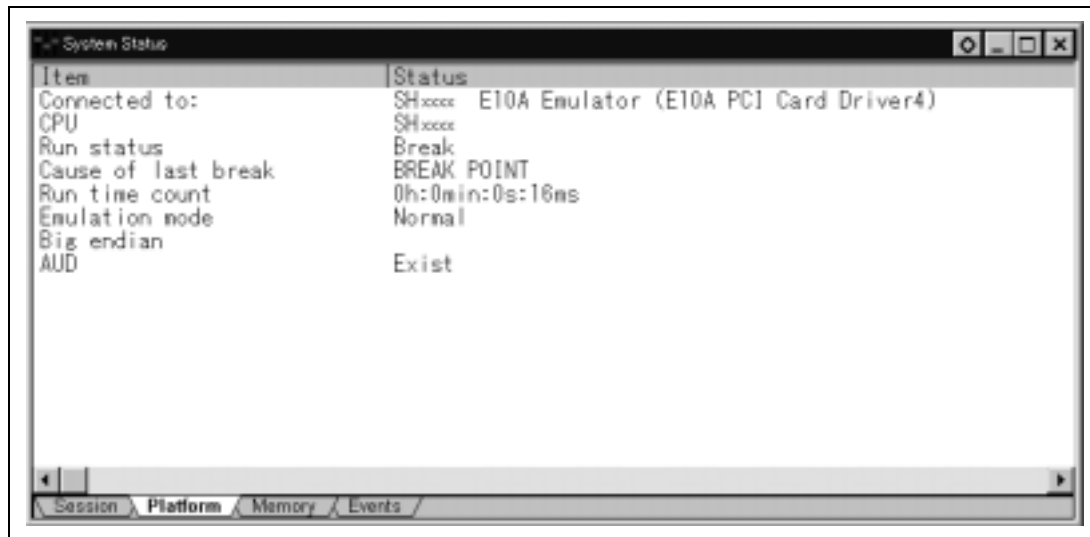 System Status
Item Status
Connected to: SHxxxx E10A Emulator (E10A PCI Card Driver4)
CPU SHxxxx
Run status Break
Cause of last break BREAK POINT
Run time count 0h:0min:0s:16ms
Emulation mode Normal
Big endian
AUD Exist
Session Platform Memory Events